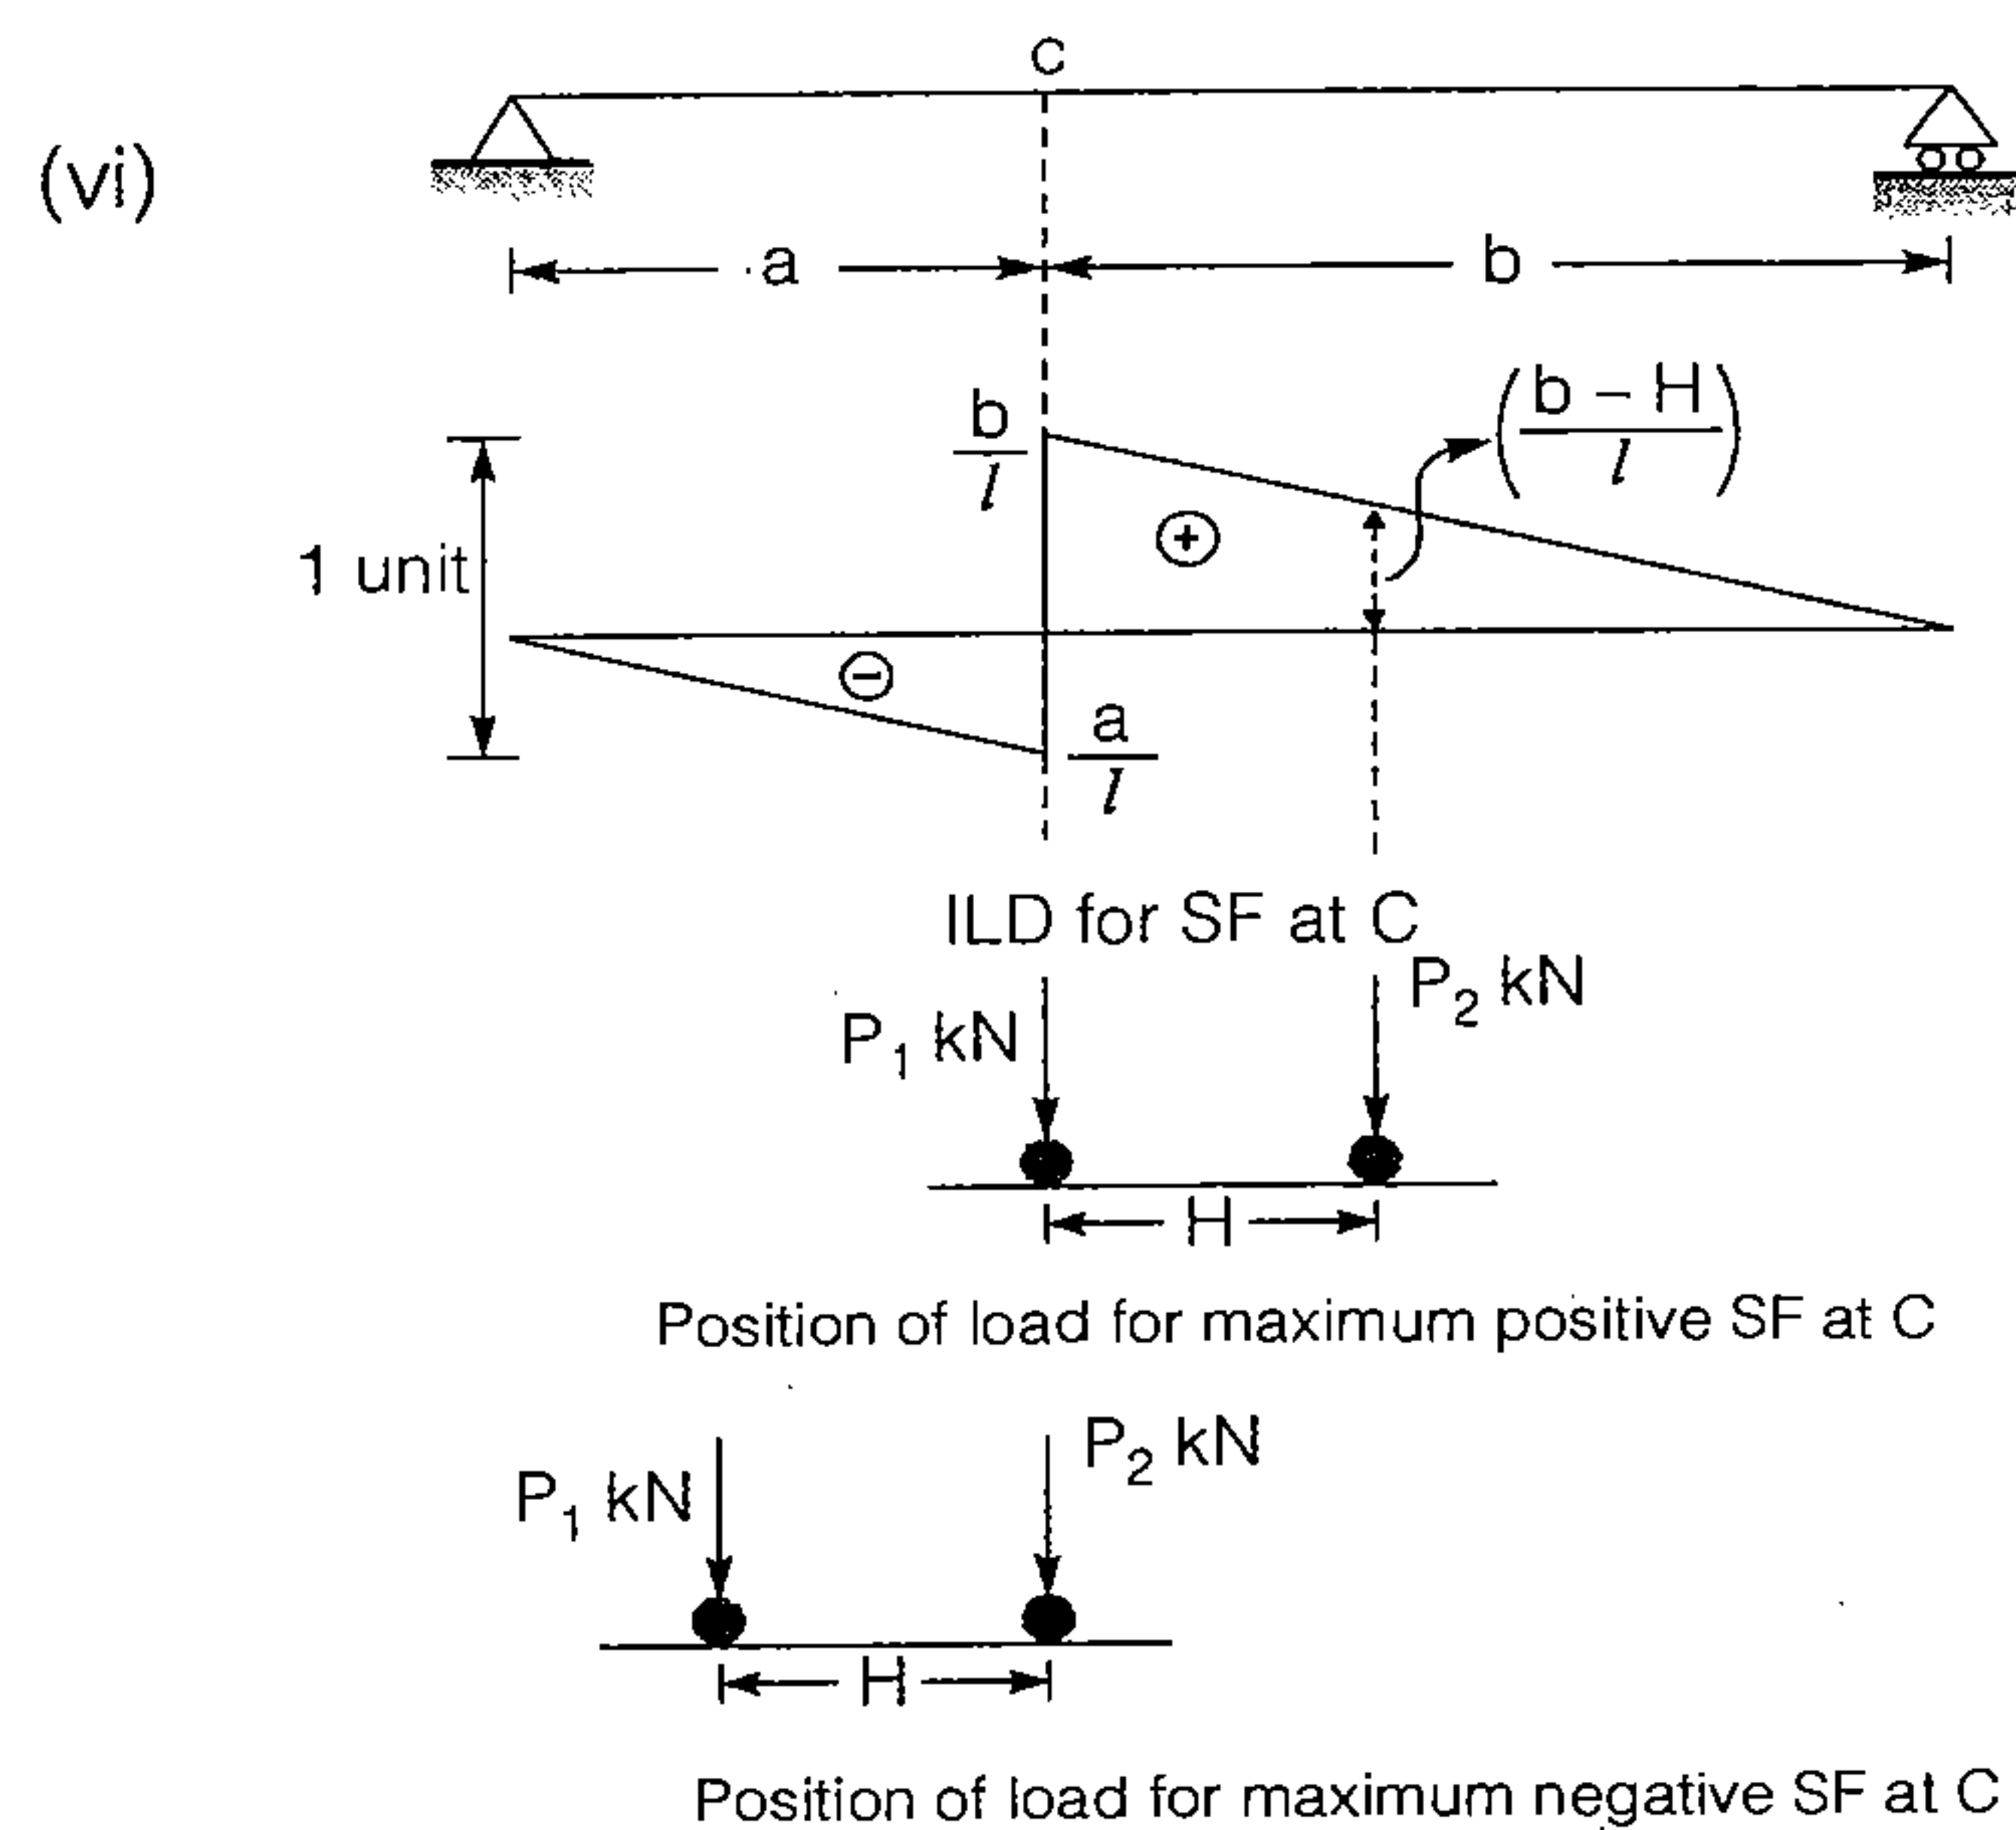 C
(vi)
a
b
b/l
(b – H / l)
+
1 unit
–
a/l
ILD for SF at C
P₁ kN
P₂ kN
H
Position of load for maximum positive SF at C
P₁ kN
P₂ kN
H
Position of load for maximum negative SF at C